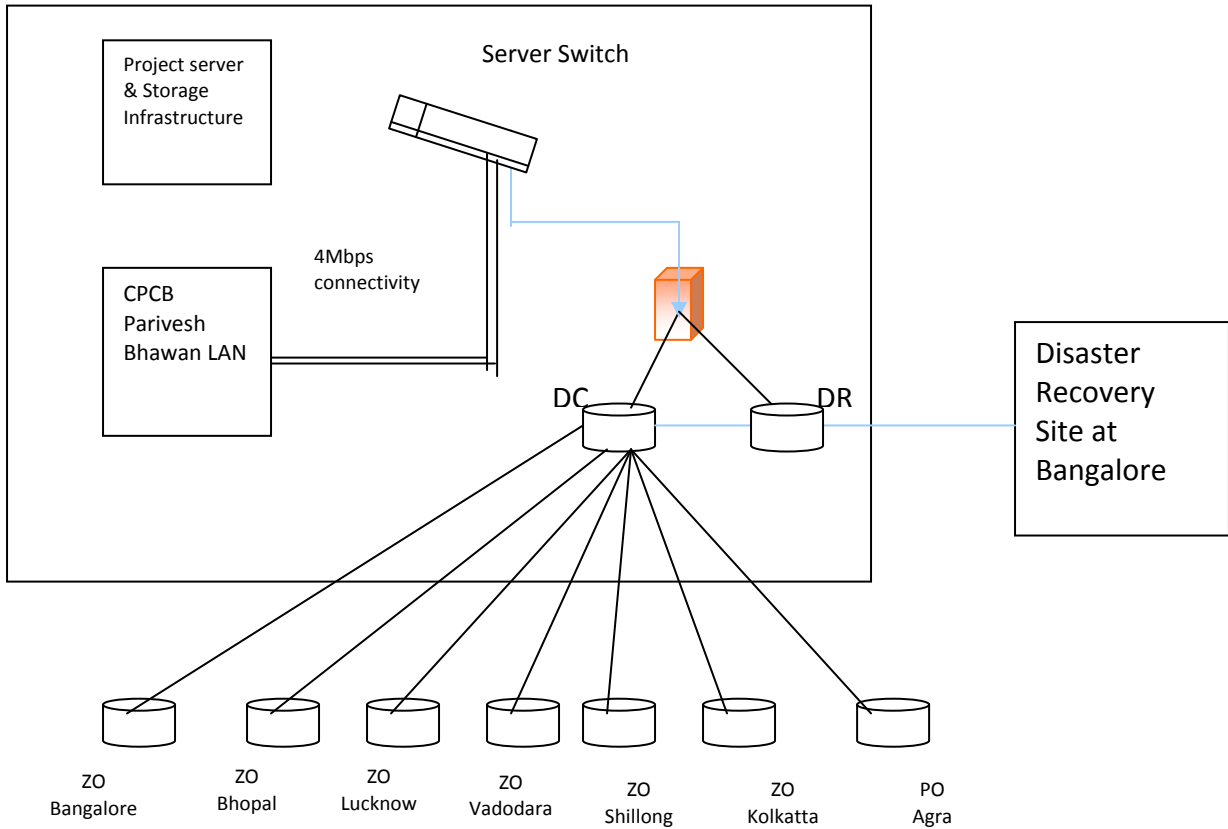 Project server
& Storage
Infrastructure
Server Switch
4Mbps
connectivity
CPCB
Parivesh
Bhawan LAN
DC
DR
Disaster
Recovery
Site at
Bangalore
ZO
Bangalore
ZO
Bhopal
ZO
Lucknow
ZO
Vadodara
ZO
Shillong
ZO
Kolkatta
PO
Agra